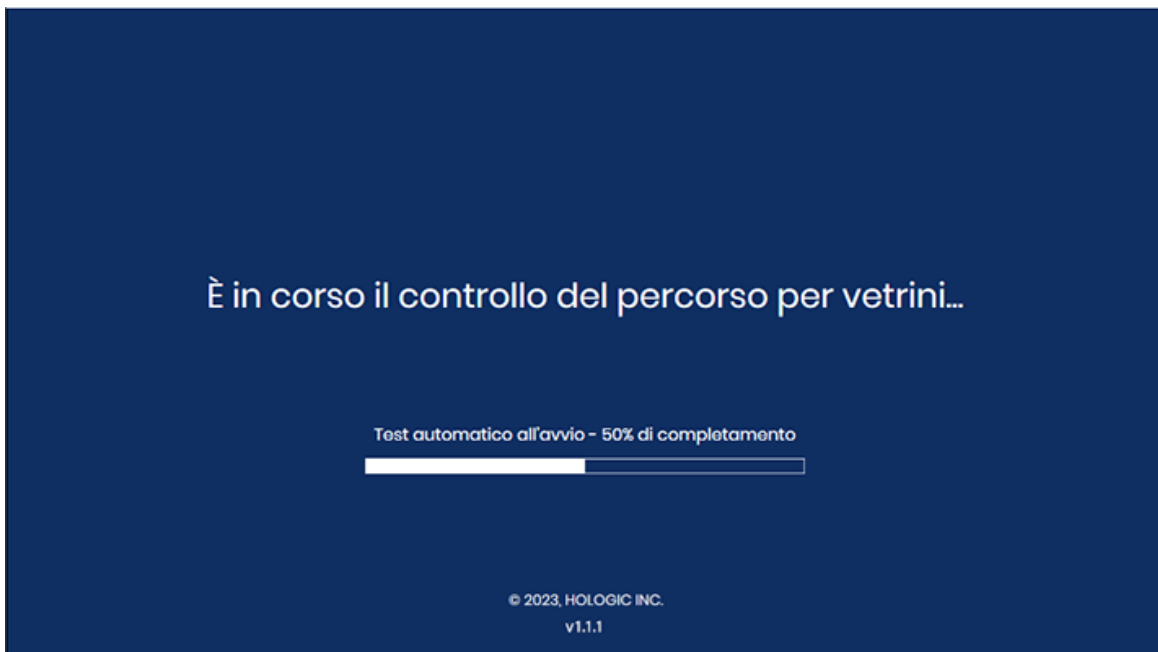 È in corso il controllo del percorso per vetrini...
Test automatico all'avvio - 50% di completamento
© 2023, HOLOGIC INC.
v1.1.1